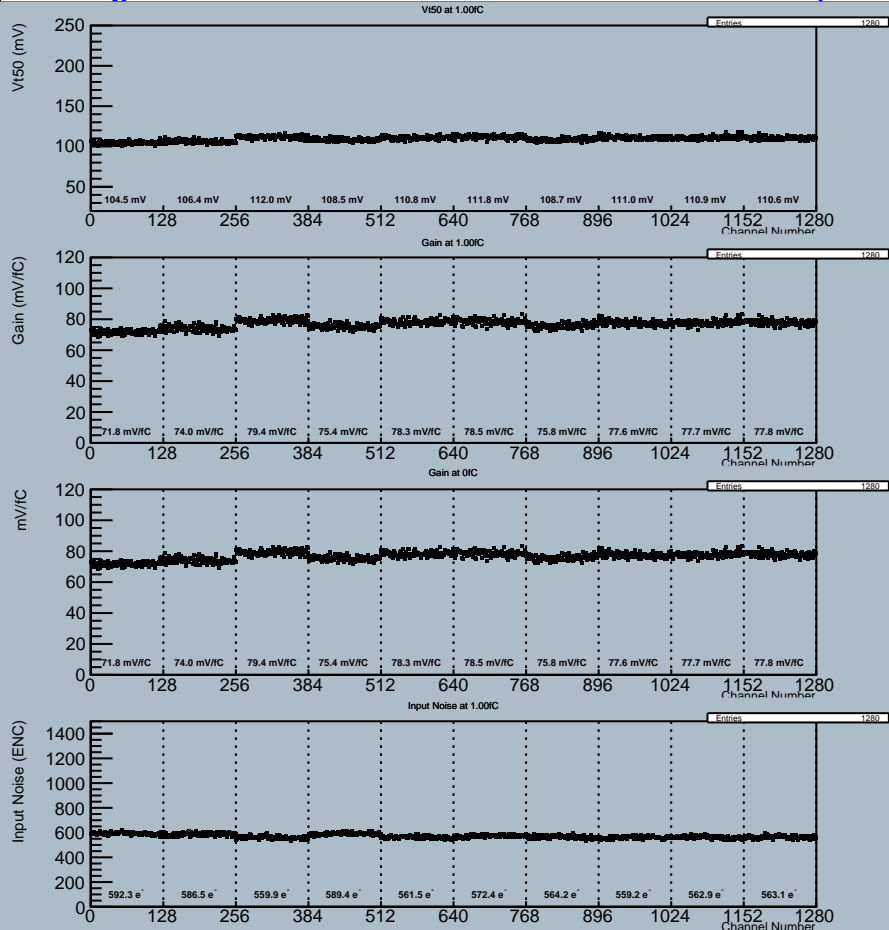 Vt50 at 1.00fC
Entries 1280
Vt50 (mV)
250
200
150
100
50
104.5 mV 106.4 mV 112.0 mV 108.5 mV 110.8 mV 111.8 mV 108.7 mV 111.0 mV 110.9 mV 110.6 mV
0 128 256 384 512 640 768 896 1024 1152 1280
Channel Number
Gain at 1.00fC
Entries 1280
Gain (mV/fC)
120
100
80
60
40
20
0
71.8 mV/fC 74.0 mV/fC 79.4 mV/fC 75.4 mV/fC 78.3 mV/fC 78.5 mV/fC 75.8 mV/fC 77.6 mV/fC 77.7 mV/fC 77.8 mV/fC
0 128 256 384 512 640 768 896 1024 1152 1280
Channel Number
Gain at 0fC
Entries 1280
mV/fC
120
100
80
60
40
20
0
71.8 mV/fC 74.0 mV/fC 79.4 mV/fC 75.4 mV/fC 78.3 mV/fC 78.5 mV/fC 75.8 mV/fC 77.6 mV/fC 77.7 mV/fC 77.8 mV/fC
0 128 256 384 512 640 768 896 1024 1152 1280
Channel Number
Input Noise at 1.00fC
Entries 1280
Input Noise (ENC)
1400
1200
1000
800
600
400
200
0
592.3 e⁻ 586.5 e⁻ 559.9 e⁻ 589.4 e⁻ 561.5 e⁻ 572.4 e⁻ 564.2 e⁻ 559.2 e⁻ 562.9 e⁻ 563.1 e⁻
0 128 256 384 512 640 768 896 1024 1152 1280
Channel Number